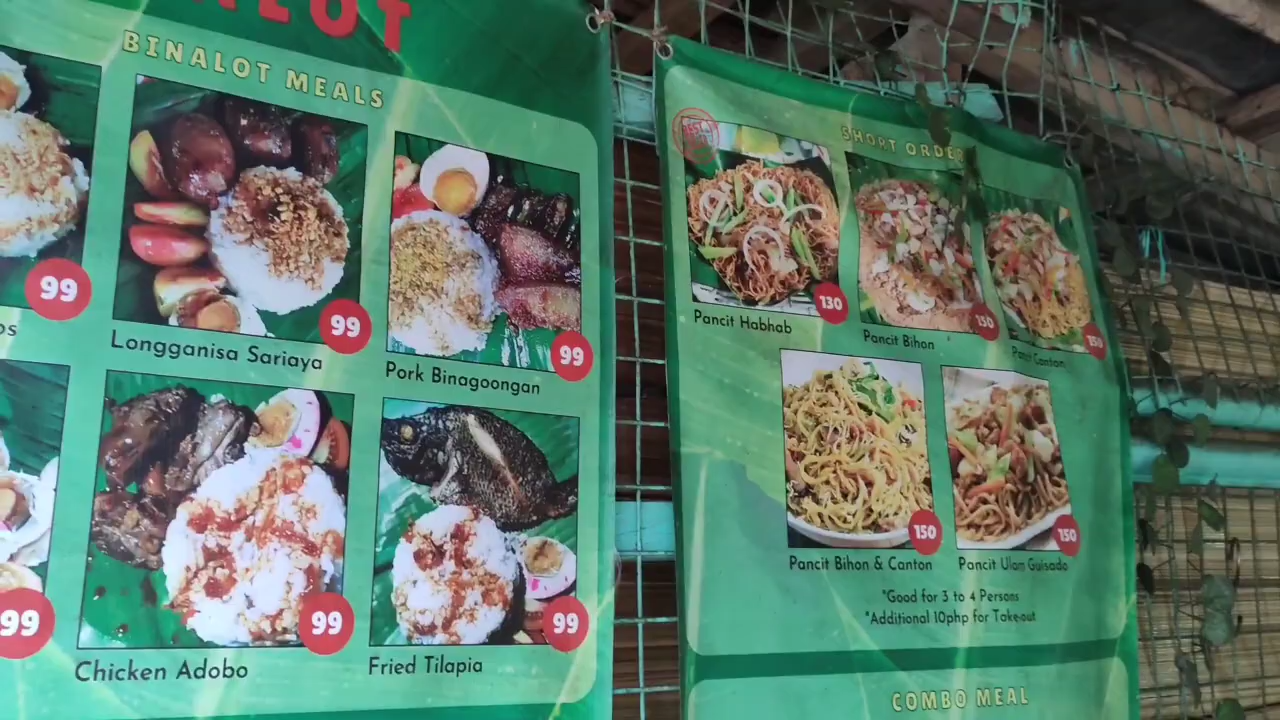 BINALOT MEALS
99
99
99
Longganisa Sariaya
Pork Binagoongan
99
99
99
Chicken Adobo
Fried Tilapia
SHORT ORDER
130
150
150
Pancit Habhab
Pancit Bihon
Pancit Canton
150
150
Pancit Bihon & Canton
Pancit Ulam Guisado
*Good for 3 to 4 Persons
*Additional 10php for Take-out
COMBO MEAL